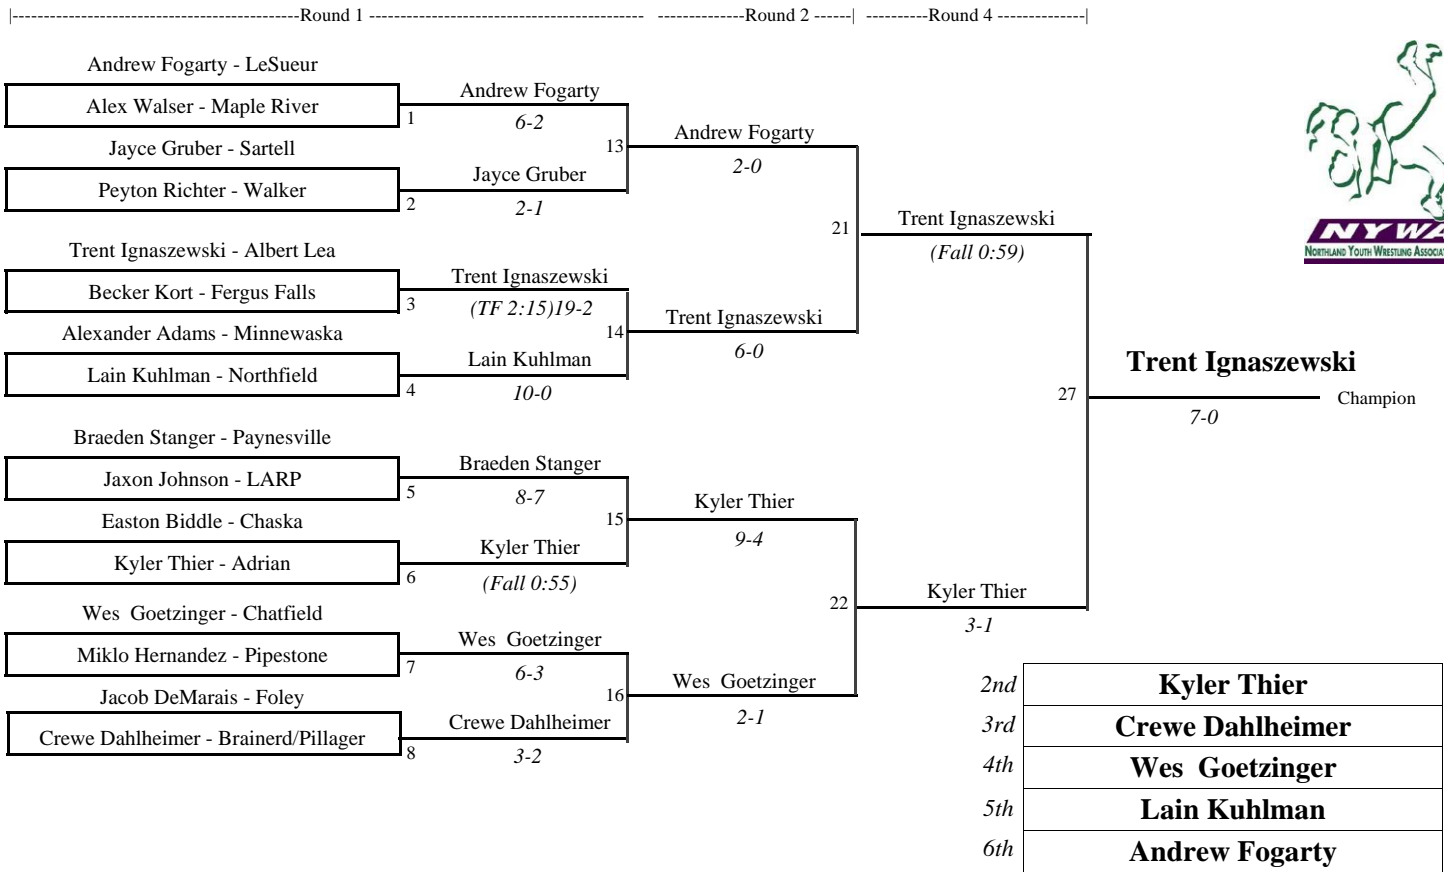 |-------------------------------------------Round 1 ----------------------------------------- --------------Round 2 ------| ----------Round 4 --------------|
Andrew Fogarty - LeSueur
Alex Walser - Maple River
1
Jayce Gruber - Sartell
Peyton Richter - Walker
2
Trent Ignaszewski - Albert Lea
Becker Kort - Fergus Falls
3
Alexander Adams - Minnewaska
Lain Kuhlman - Northfield
4
Braeden Stanger - Paynesville
Jaxon Johnson - LARP
5
Easton Biddle - Chaska
Kyler Thier - Adrian
6
Wes  Goetzinger - Chatfield
Miklo Hernandez - Pipestone
7
Jacob DeMarais - Foley
Crewe Dahlheimer - Brainerd/Pillager
8
Andrew Fogarty
6-2
13
Jayce Gruber
2-1
Trent Ignaszewski
(TF 2:15)19-2
14
Lain Kuhlman
10-0
Braeden Stanger
8-7
15
Kyler Thier
(Fall 0:55)
Wes  Goetzinger
6-3
16
Crewe Dahlheimer
3-2
Andrew Fogarty
2-0
21
Trent Ignaszewski
6-0
Kyler Thier
9-4
22
Wes  Goetzinger
2-1
Trent Ignaszewski
(Fall 0:59)
27
Kyler Thier
3-1
Trent Ignaszewski
Champion
7-0
NYWA
NORTHLAND YOUTH WRESTLING
2nd Kyler Thier
3rd Crewe Dahlheimer
4th Wes  Goetzinger
5th Lain Kuhlman
6th Andrew Fogarty